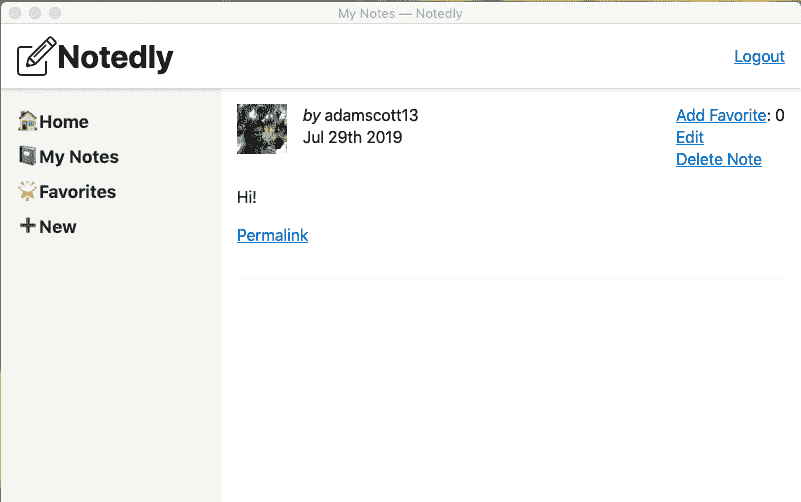 My Notes — Notedly
Notedly
Logout
Home
My Notes
Favorites
New
by adamscott13
Jul 29th 2019
Add Favorite: 0
Edit
Delete Note
Hi!
Permalink